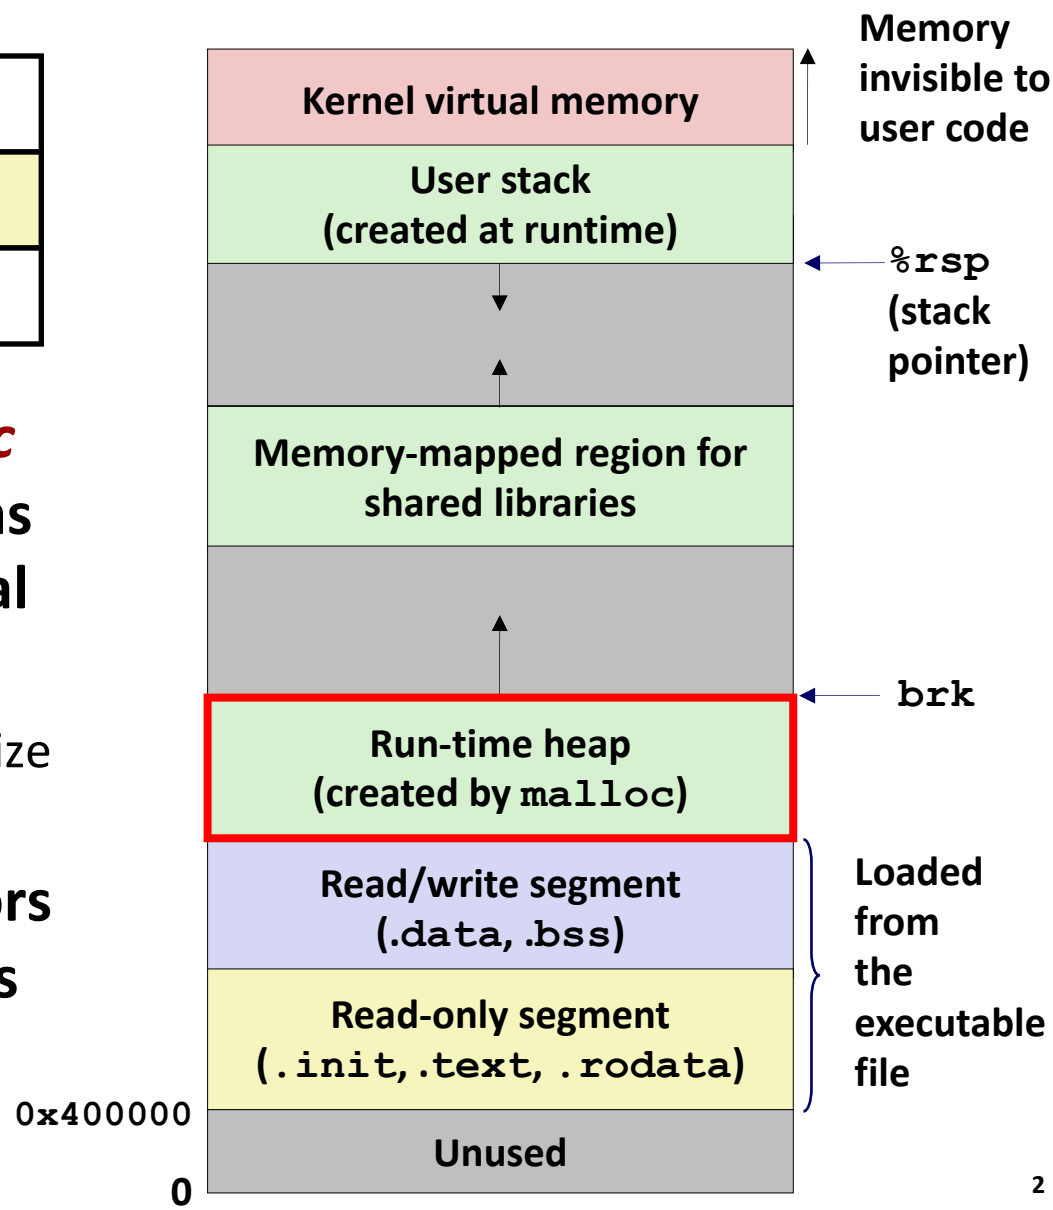 Memory
invisible to
user code
Kernel virtual memory
User stack
(created at runtime)
%rsp
(stack
pointer)
c
Memory-mapped region for
shared libraries
brk
Run-time heap
(created by malloc)
ize
Read/write segment
(.data, .bss)
Loaded
from
the
executable
file
s
Read-only segment
(.init, .text, .rodata)
0x400000
Unused
0
2